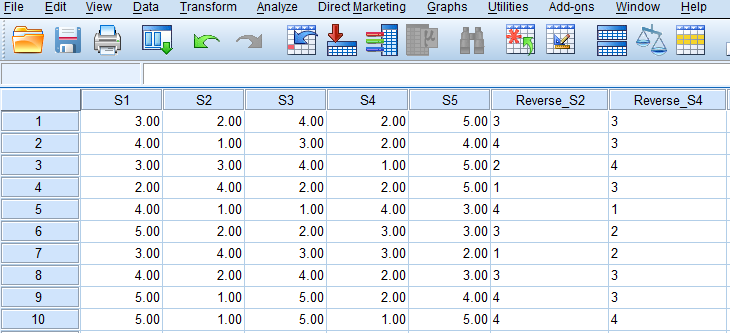 File Edit View Data Transform Analyze Direct Marketing Graphs Utilities Add-ons Window Help
S1 S2 S3 S4 S5 Reverse_S2 Reverse_S4
1 3.00 2.00 4.00 2.00 5.00 3 3
2 4.00 1.00 3.00 2.00 4.00 4 3
3 3.00 3.00 4.00 1.00 5.00 2 4
4 2.00 4.00 2.00 2.00 5.00 1 3
5 4.00 1.00 1.00 4.00 3.00 4 1
6 5.00 2.00 2.00 3.00 3.00 3 2
7 3.00 4.00 3.00 3.00 2.00 1 2
8 4.00 2.00 4.00 2.00 3.00 3 3
9 5.00 1.00 5.00 2.00 4.00 4 3
10 5.00 1.00 5.00 1.00 5.00 4 4